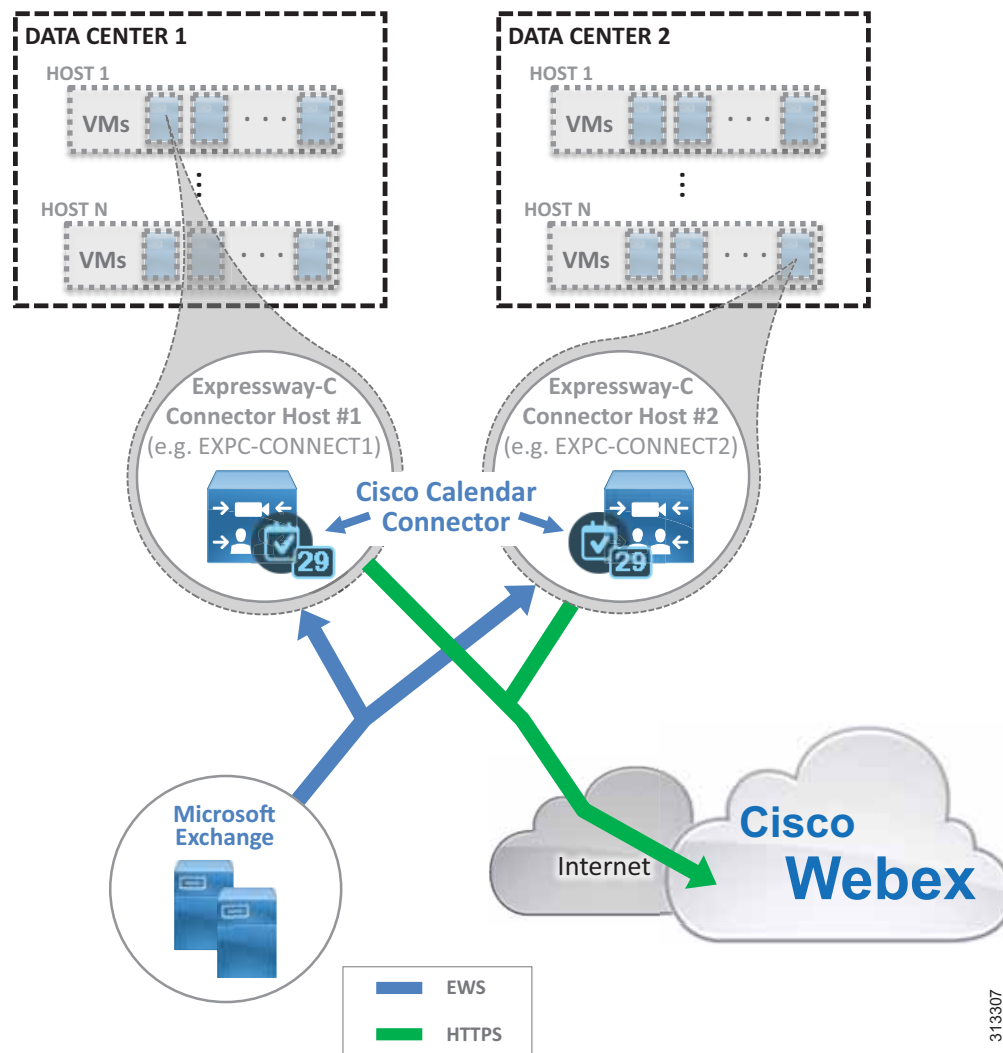 DATA CENTER 1
HOST 1
VMs
. . .
HOST N
VMs
. . .
DATA CENTER 2
HOST 1
VMs
. . .
HOST N
VMs
. . .
Expressway-C
Connector Host #1
(e.g. EXPC-CONNECT1)
Expressway-C
Connector Host #2
(e.g. EXPC-CONNECT2)
Cisco Calendar
Connector
29
29
Microsoft
Exchange
Internet
Cisco
Webex
EWS
HTTPS
313307